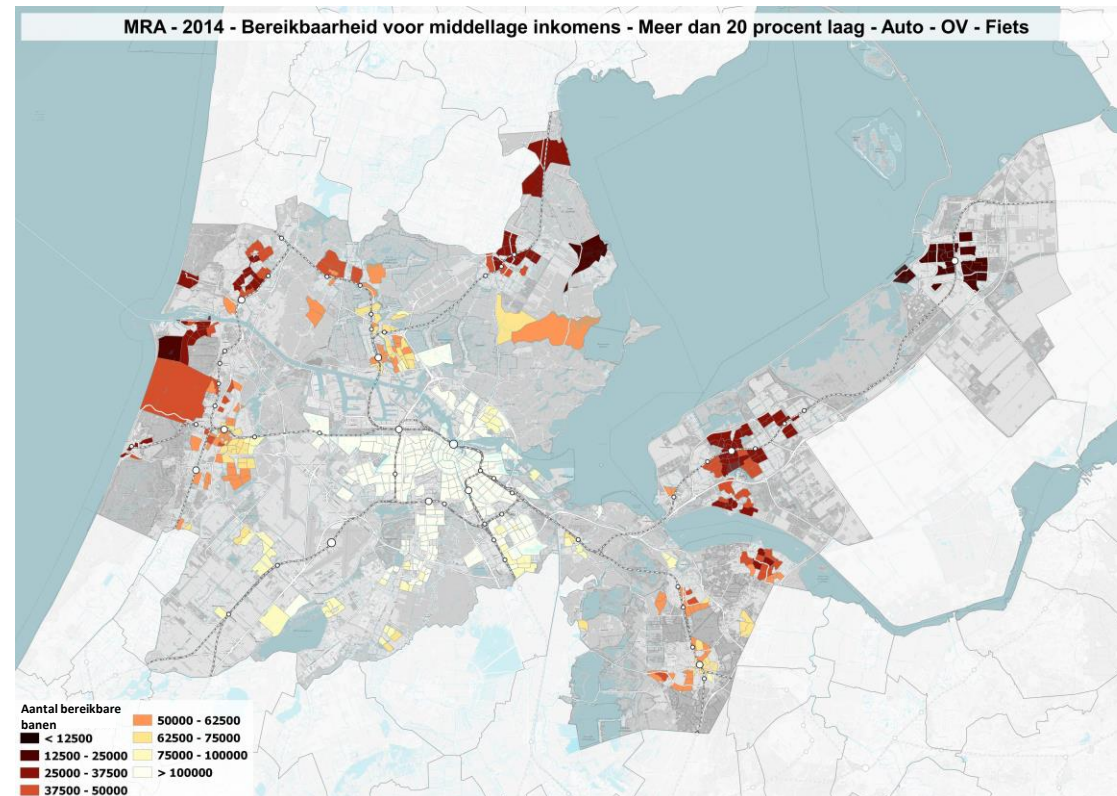 MRA - 2014 - Bereikbaarheid voor middellage inkomens - Meer dan 20 procent laag - Auto - OV - Fiets
Aantal bereikbare
banen
< 12500
12500 - 25000
25000 - 37500
37500 - 50000
50000 - 62500
62500 - 75000
75000 - 100000
> 100000